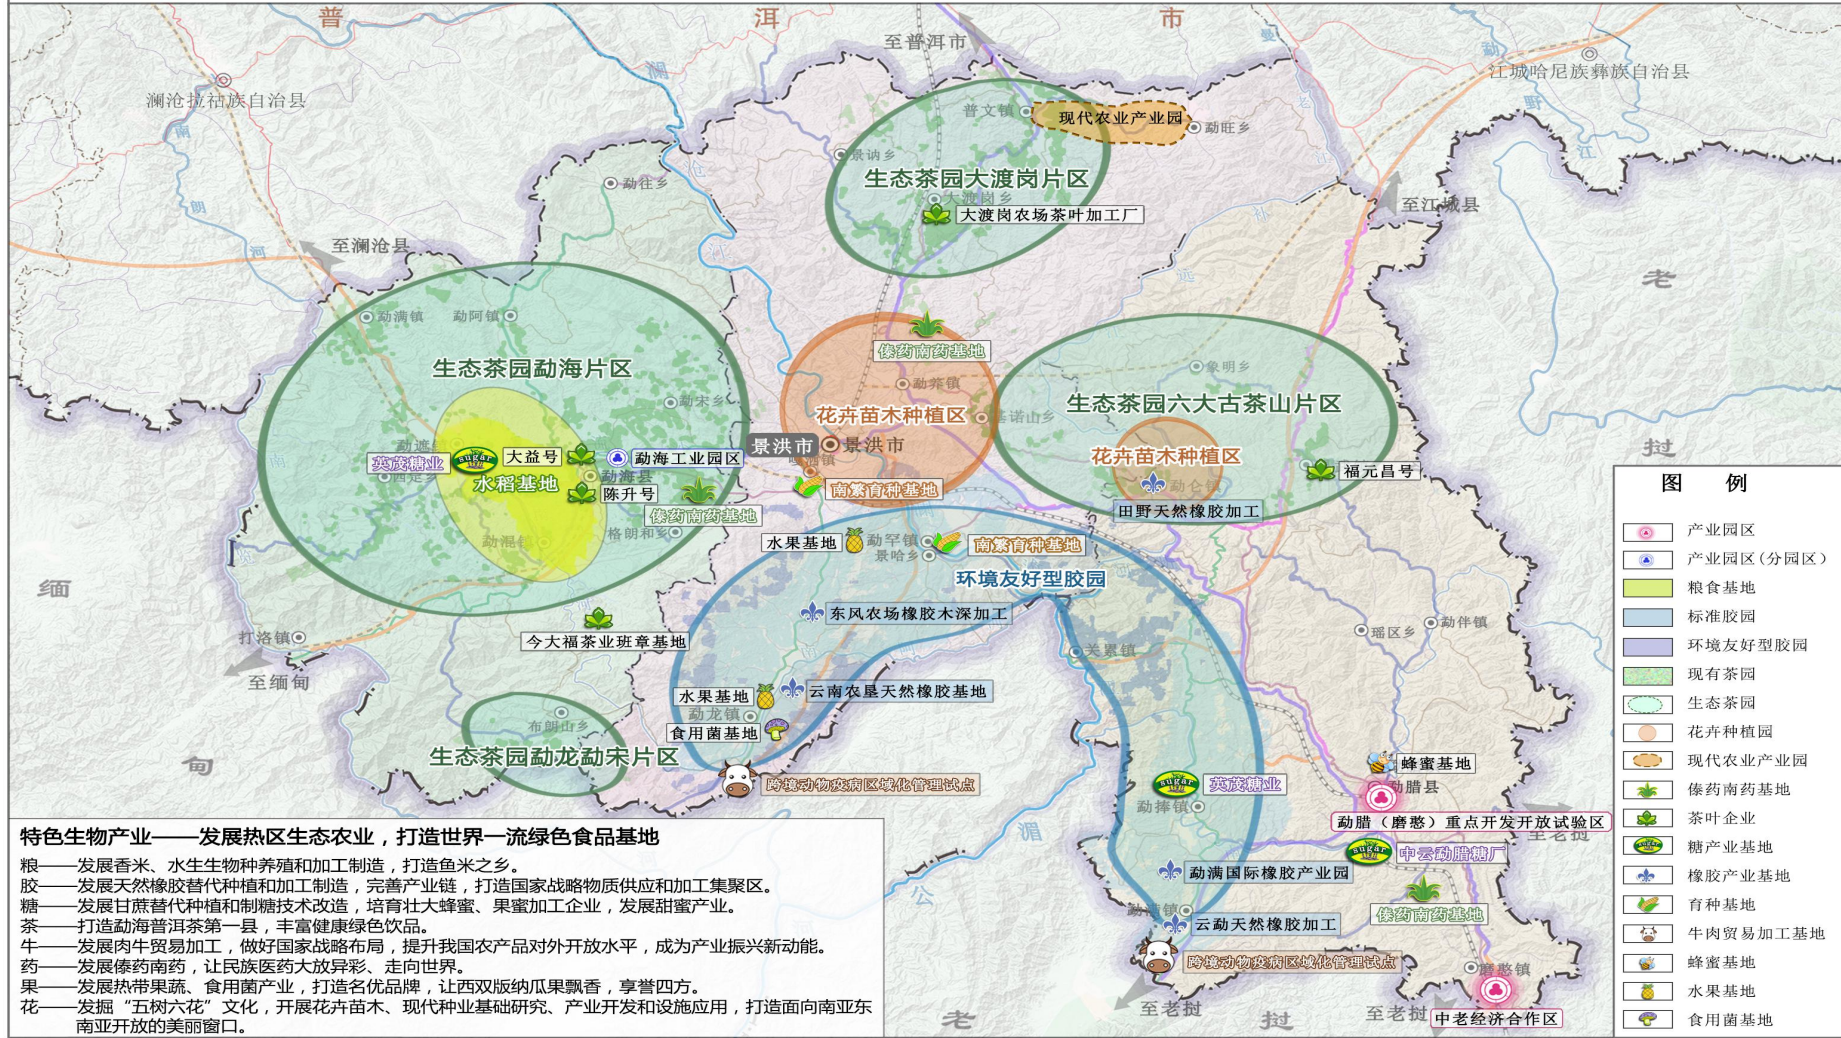 普 洱 市
至普洱市
澜沧拉祜族自治县
江城哈尼族彝族自治县
普文镇
现代农业产业园
勐旺乡
景讷乡
生态茶园大渡岗片区
大渡岗乡
大渡岗农场茶叶加工厂
勐往乡
至澜沧县
至江城县
老
挝
勐满镇
勐阿镇
生态茶园勐海片区
勐宋乡
傣药南药基地
勐养镇
花卉苗木种植区
基诺山乡
象明乡
生态茶园六大古茶山片区
景洪市
景洪市
勐遮镇
英茂糖业
大益号
勐海工业园区
勐海县
西定乡
水稻基地
陈升号
傣药南药基地
格朗和乡
勐混镇
南繁育种基地
花卉苗木种植区
勐仑镇
田野天然橡胶加工
福元昌号
水果基地
勐罕镇
景哈乡
南繁育种基地
环境友好型胶园
东风农场橡胶木深加工
今大福茶业班章基地
打洛镇
至缅甸
缅
甸
关累镇
瑶区乡
勐伴镇
水果基地
云南农垦天然橡胶基地
勐龙镇
食用菌基地
布朗山乡
生态茶园勐龙勐宋片区
跨境动物疫病区域化管理试点
英茂糖业
勐捧镇
蜂蜜基地
勐腊县
勐腊（磨憨）重点开发开放试验区
至老挝
中云勐腊糖厂
勐满国际橡胶产业园
傣药南药基地
勐满镇
云勐天然橡胶加工
跨境动物疫病区域化管理试点
磨憨镇
至老挝
至老挝
中老经济合作区
老
挝
湄
公
特色生物产业——发展热区生态农业，打造世界一流绿色食品基地
粮——发展香米、水生生物种养殖和加工制造，打造鱼米之乡。
胶——发展天然橡胶替代种植和加工制造，完善产业链，打造国家战略物质供应和加工集聚区。
糖——发展甘蔗替代种植和制糖技术改造，培育壮大蜂蜜、果蜜加工企业，发展甜蜜产业。
茶——打造勐海普洱茶第一县，丰富健康绿色饮品。
牛——发展肉牛贸易加工，做好国家战略布局，提升我国农产品对外开放水平，成为产业振兴新动能。
药——发展傣药南药，让民族医药大放异彩、走向世界。
果——发展热带果蔬、食用菌产业，打造名优品牌，让西双版纳瓜果飘香，享誉四方。
花——发掘“五树六花”文化，开展花卉苗木、现代种业基础研究、产业开发和设施应用，打造面向南亚东
南亚开放的美丽窗口。
图 例
产业园区
产业园区(分园区)
粮食基地
标准胶园
环境友好型胶园
现有茶园
生态茶园
花卉种植园
现代农业产业园
傣药南药基地
茶叶企业
糖产业基地
橡胶产业基地
育种基地
牛肉贸易加工基地
蜂蜜基地
水果基地
食用菌基地